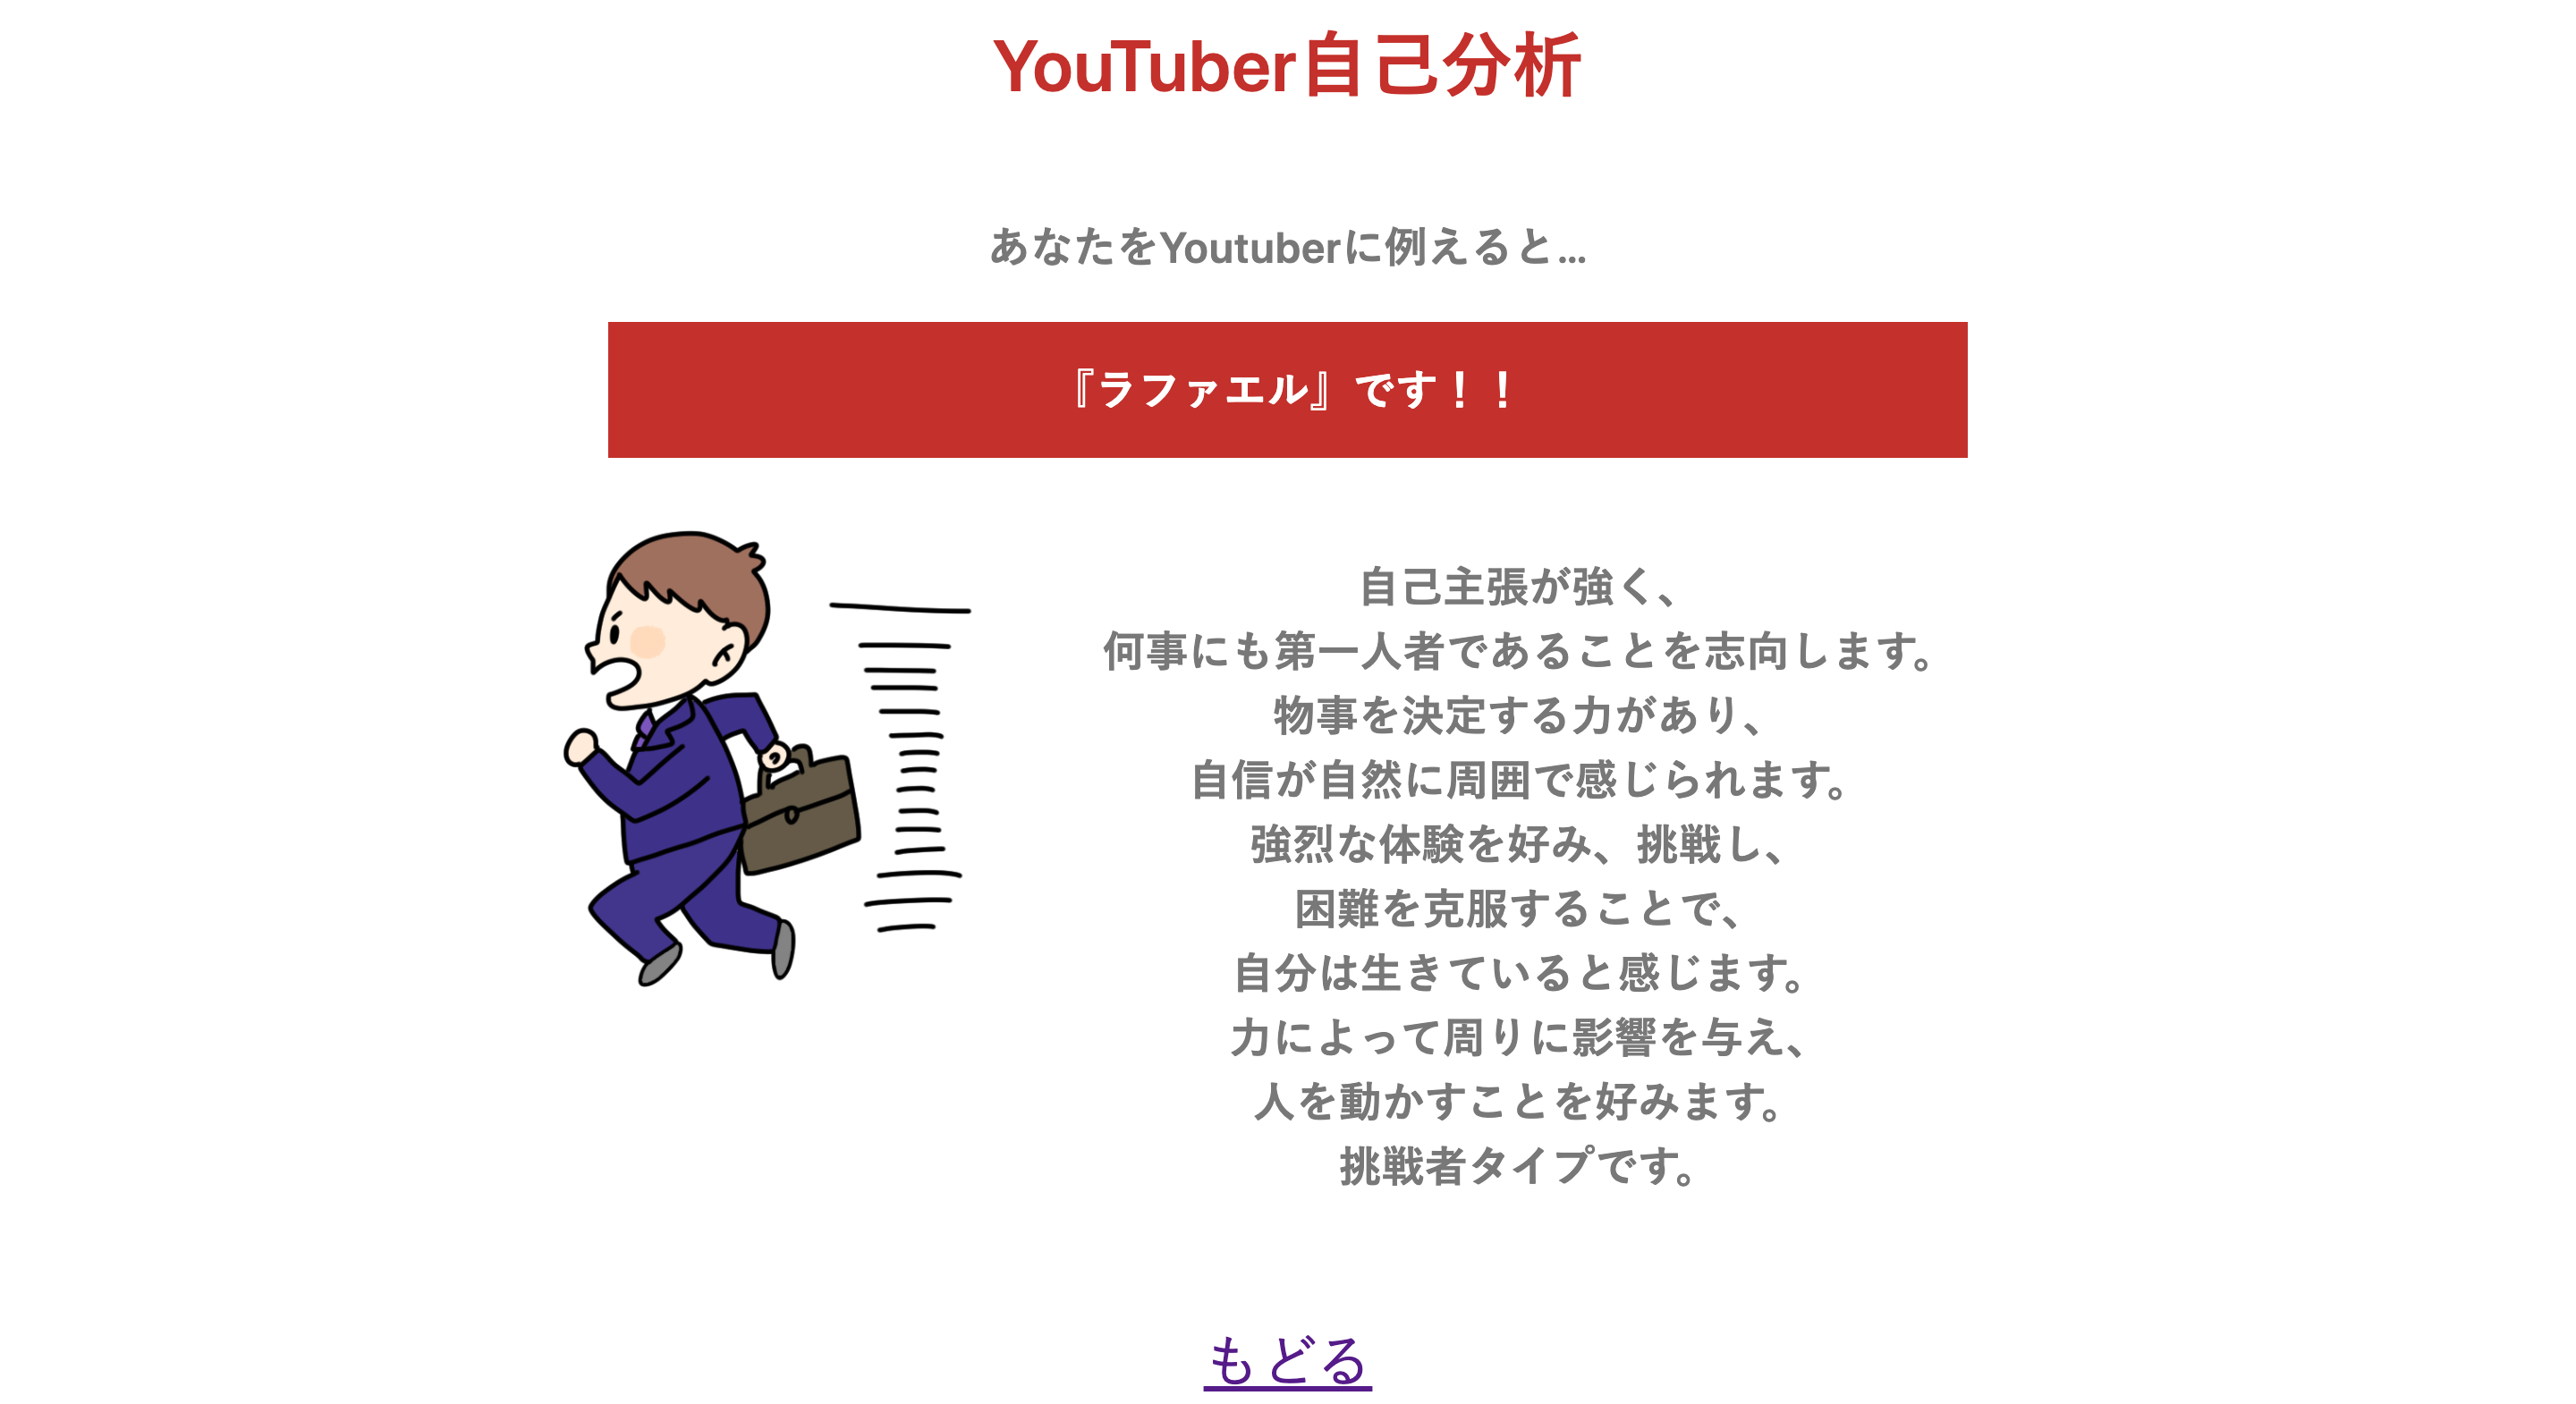 YouTuber自己分析
あなたをYoutuberに例えると...
『ラファエル』です！！
自己主張が強く、
何事にも第一人者であることを志向します。
物事を決定する力があり、
自信が自然に周囲で感じられます。
強烈な体験を好み、挑戦し、
困難を克服することで、
自分は生きていると感じます。
力によって周りに影響を与え、
人を動かすことを好みます。
挑戦者タイプです。
もどる